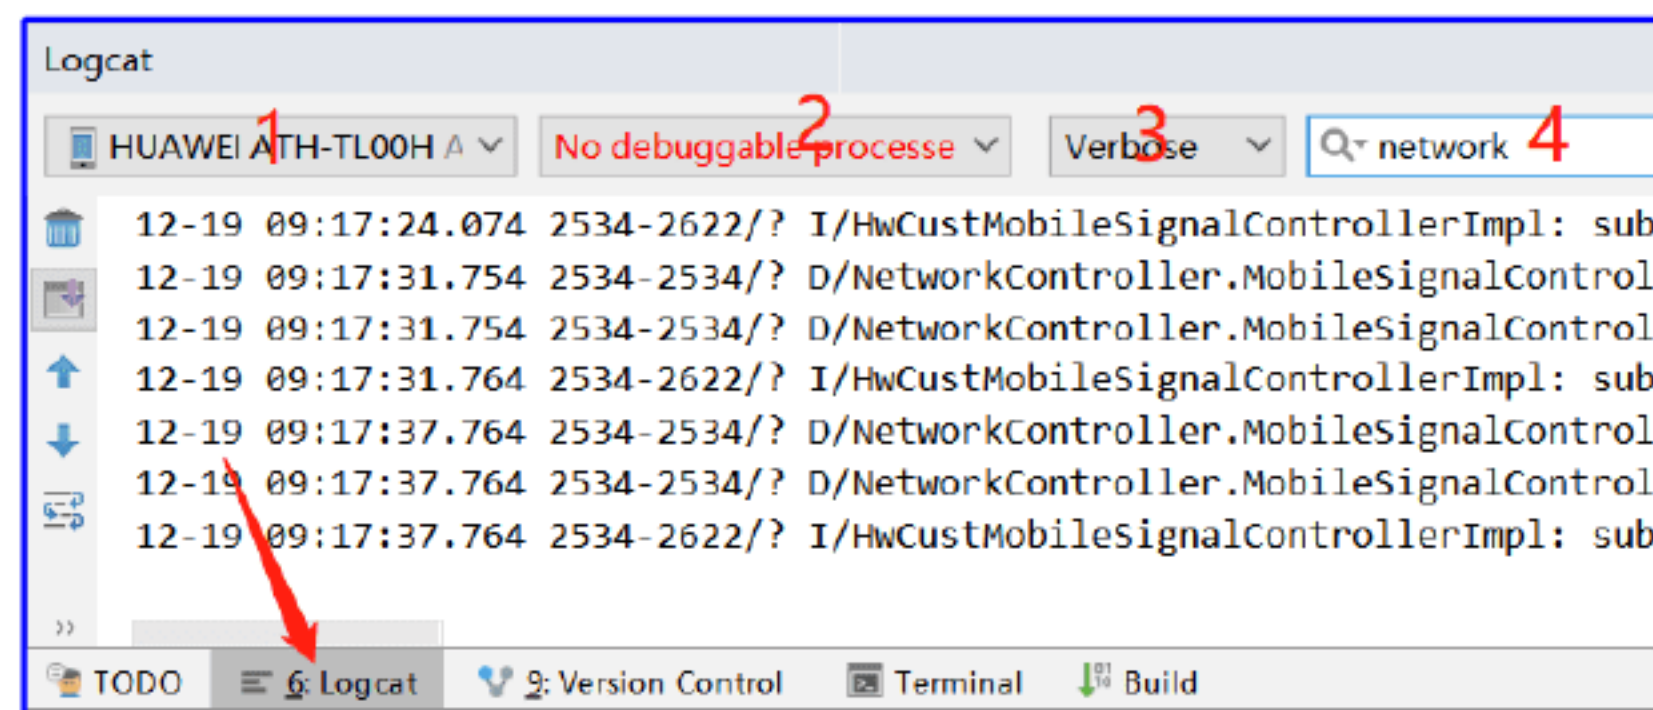 Logcat
HUAWEI ATH-TL00H A No debuggable processe Verbose network
1 2 3 4
12-19 09:17:24.074 2534-2622/? I/HwCustMobileSignalControllerImpl: sub
12-19 09:17:31.754 2534-2534/? D/NetworkController.MobileSignalControl
12-19 09:17:31.754 2534-2534/? D/NetworkController.MobileSignalControl
12-19 09:17:31.764 2534-2622/? I/HwCustMobileSignalControllerImpl: sub
12-19 09:17:37.764 2534-2534/? D/NetworkController.MobileSignalControl
12-19 09:17:37.764 2534-2534/? D/NetworkController.MobileSignalControl
12-19 09:17:37.764 2534-2622/? I/HwCustMobileSignalControllerImpl: sub
TODO 6: Logcat 9: Version Control Terminal Build